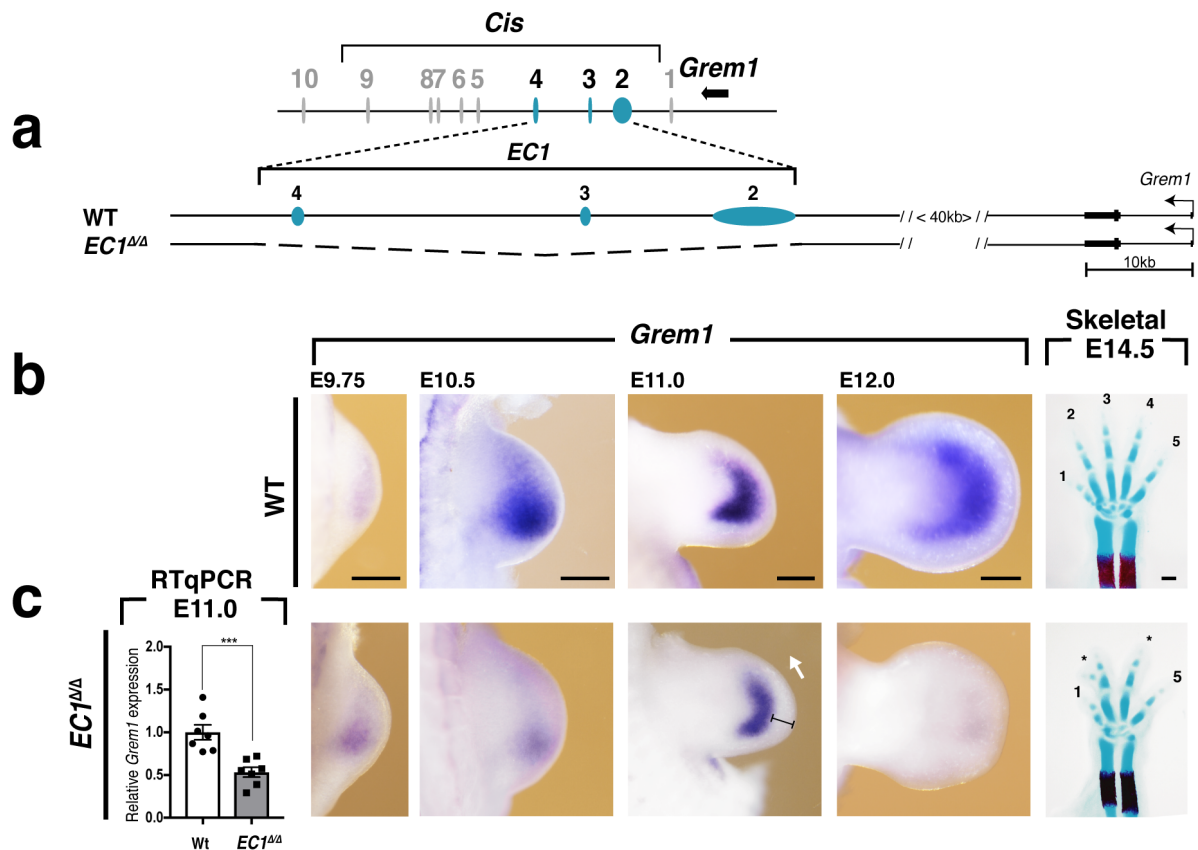 Cis
10 9 8 7 6 5 4 3 2 1 Grem1
a
EC1
4 3 2
Grem1
WT // < 40kb> //
EC1Δ/Δ // //
10kb
Grem1
Skeletal
E14.5
b
E9.75 E10.5 E11.0 E12.0
WT
1 2 3 4 5
c
RTqPCR
E11.0
EC1Δ/Δ
Relative Grem1 expression
2.0
1.5
1.0
0.5
0.0
***
Wt EC1Δ/Δ
* *
1 5